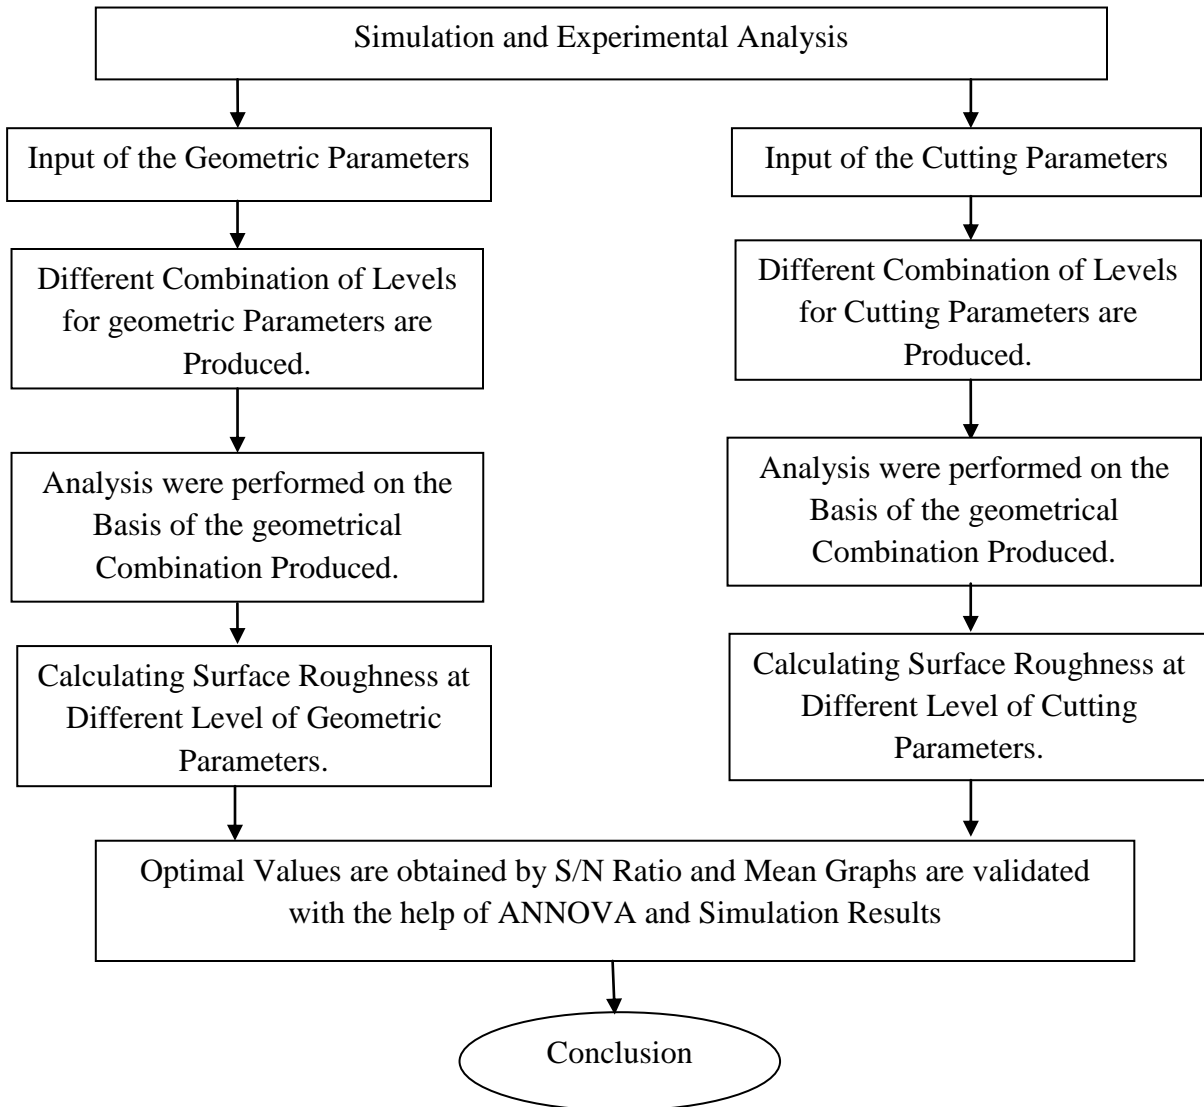 Simulation and Experimental Analysis
Input of the Geometric Parameters
Input of the Cutting Parameters
Different Combination of Levels
for geometric Parameters are
Produced.
Different Combination of Levels
for Cutting Parameters are
Produced.
Analysis were performed on the
Basis of the geometrical
Combination Produced.
Analysis were performed on the
Basis of the geometrical
Combination Produced.
Calculating Surface Roughness at
Different Level of Geometric
Parameters.
Calculating Surface Roughness at
Different Level of Cutting
Parameters.
Optimal Values are obtained by S/N Ratio and Mean Graphs are validated
with the help of ANNOVA and Simulation Results
Conclusion